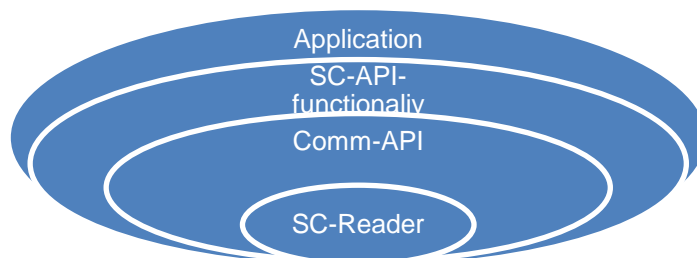 Application
SC-API-
functionaliy
Comm-API
SC-Reader